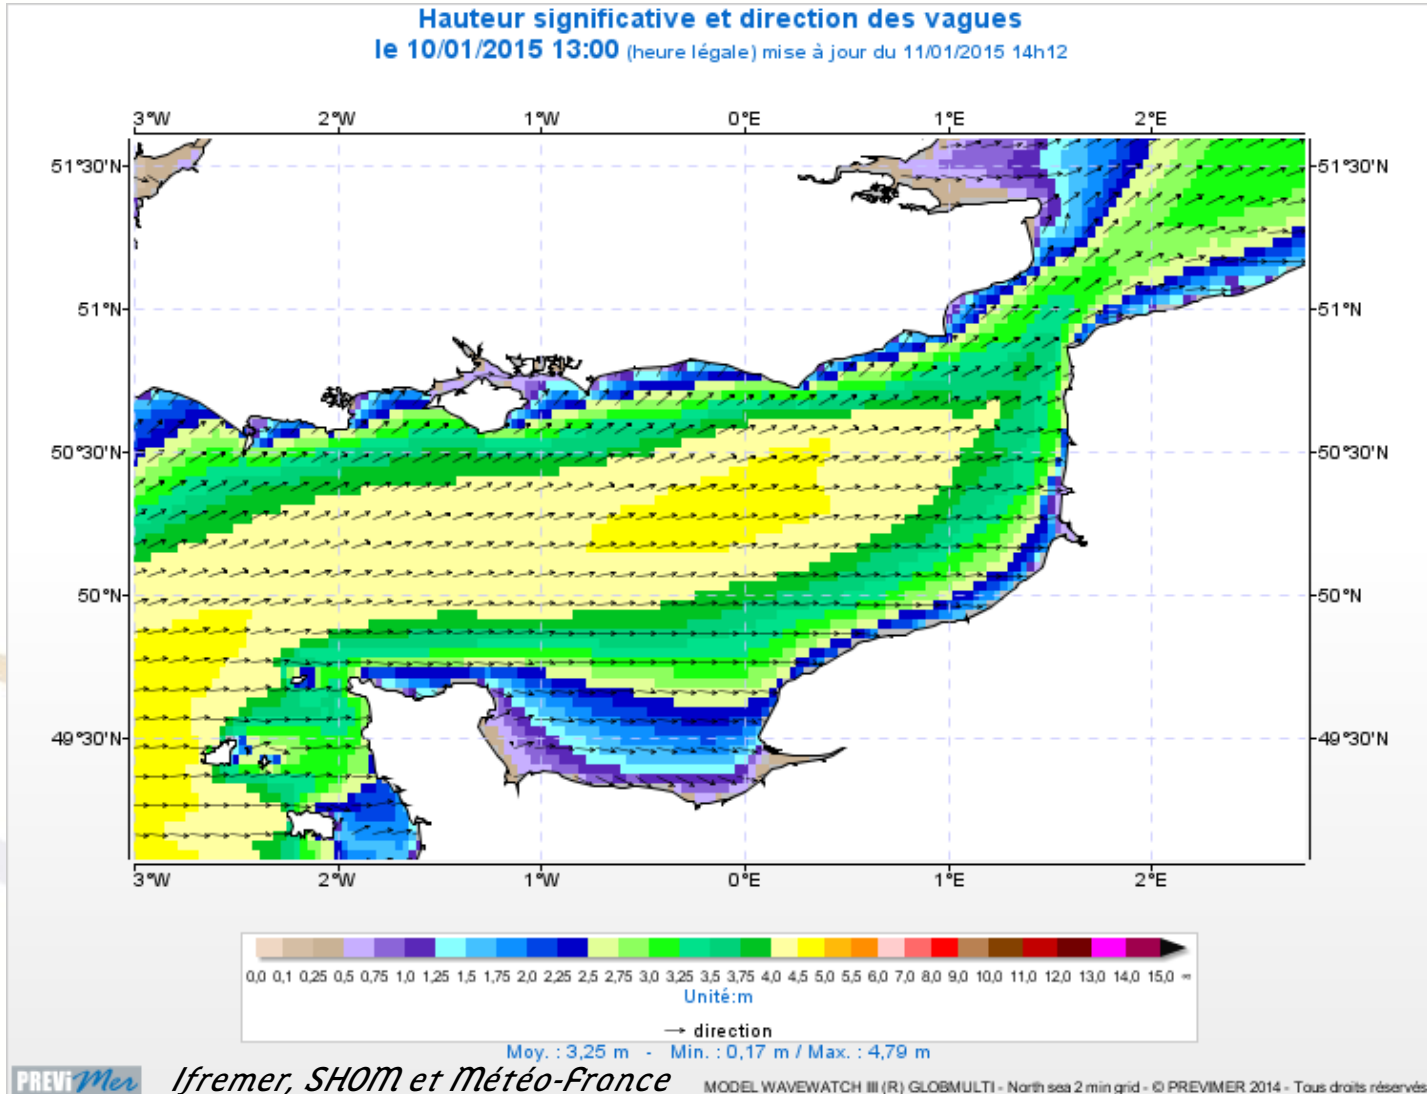 Hauteur significative et direction des vagues
le 10/01/2015 13:00 (heure légale) mise à jour du 11/01/2015 14h12
3°W 2°W 1°W 0°E 1°E 2°E
51°30'N 51°30'N
51°N 51°N
50°30'N 50°30'N
50°N 50°N
49°30'N 49°30'N
3°W 2°W 1°W 0°E 1°E 2°E
0,0 0,1 0,25 0,5 0,75 1,0 1,25 1,5 1,75 2,0 2,25 2,5 2,75 3,0 3,25 3,5 3,75 4,0 4,5 5,0 5,5 6,0 7,0 8,0 9,0 10,0 11,0 12,0 13,0 14,0 15,0 ∞
Unité:m
→ direction
Moy. : 3,25 m - Min. : 0,17 m / Max. : 4,79 m
PREViMer Ifremer, SHOM et Météo-France MODEL WAVEWATCH III (R) GLOBMULTI - North sea 2 min grid - © PREVIMER 2014 - Tous droits réservés